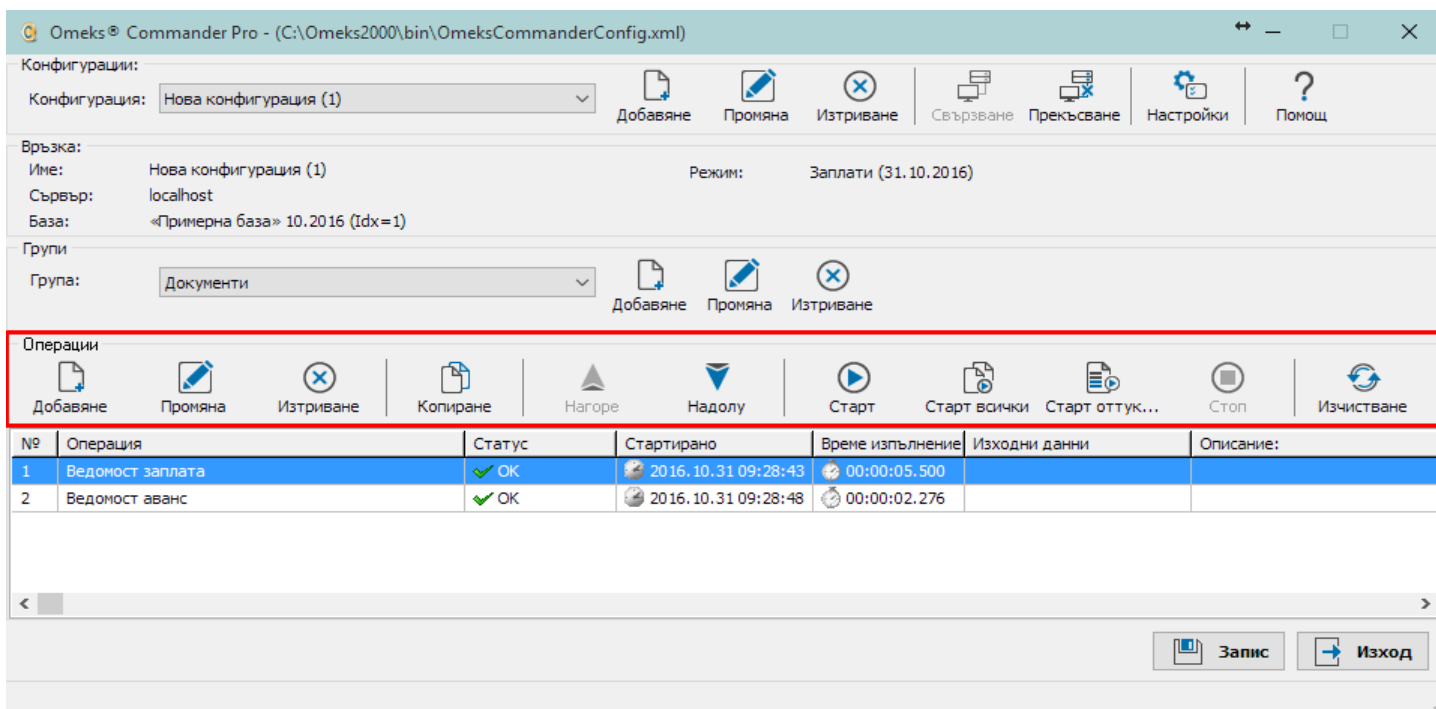 Omeks® Commander Pro - (C:\Omeks2000\bin\OmeksCommanderConfig.xml)
Конфигурации:
Конфигурация: Нова конфигурация (1)
Добавяне Промяна Изтриване Свързване Прекъсване Настройки Помощ
Връзка:
Име: Нова конфигурация (1) Режим: Заплати (31.10.2016)
Сървър: localhost
База: «Примерна база» 10.2016 (Idx=1)
Групи
Група: Документи
Добавяне Промяна Изтриване
Операции
Добавяне Промяна Изтриване Копиране Нагоре Надолу Старт Старт всички Старт оттук... Стоп Изчистване
№ Операция Статус Стартирано Време изпълнение Изходни данни Описание:
1 Ведомост заплата OK 2016.10.31 09:28:43 00:00:05.500
2 Ведомост аванс OK 2016.10.31 09:28:48 00:00:02.276
Запис Изход